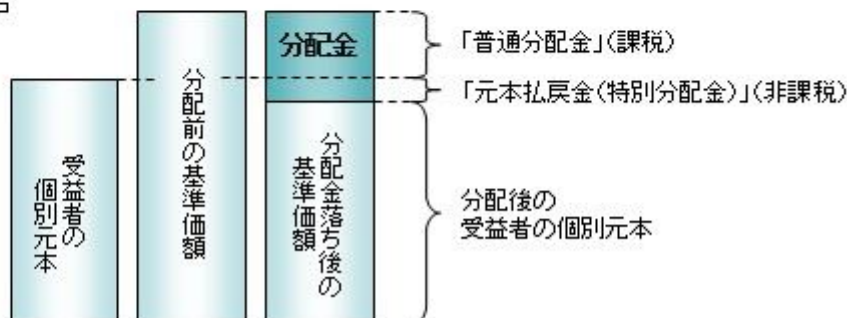 分配金
「普通分配金」(課税)
「元本払戻金(特別分配金)」(非課税)
受益者の
個別元本
分配前の基準価額
分配金落ち後の
基準価額
分配後の
受益者の個別元本